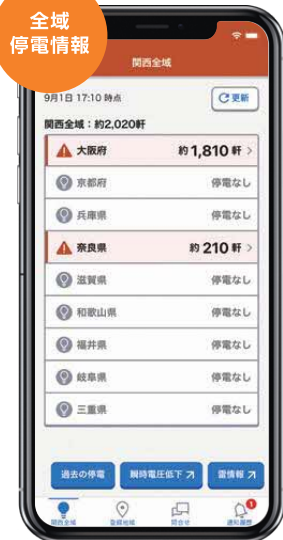 全域
停電情報
関西全域
9月1日 17:10 時点
更新
関西全域：約2,020軒
大阪府 約1,810 軒 >
京都府 停電なし
兵庫県 停電なし
奈良県 約 210 軒 >
滋賀県 停電なし
和歌山県 停電なし
福井県 停電なし
岐阜県 停電なし
三重県 停電なし
過去の停電 瞬時電圧低下 雷情報
関西全域 登録地域 問合せ 通知履歴
1